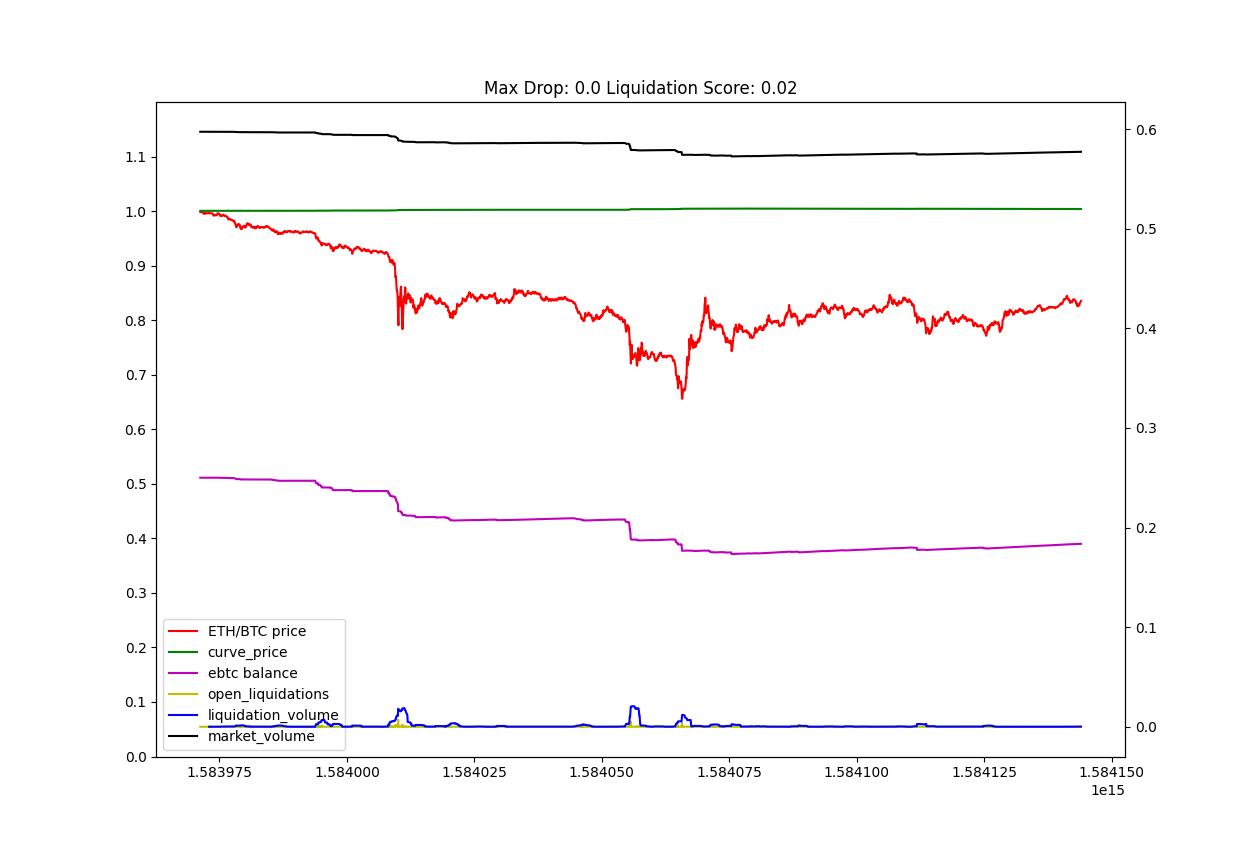 Max Drop: 0.0 Liquidation Score: 0.02
1.1
1.0
0.9
0.8
0.7
0.6
0.5
0.4
0.3
0.2
0.1
0.0
0.6
0.5
0.4
0.3
0.2
0.1
0.0
ETH/BTC price
curve_price
ebtc balance
open_liquidations
liquidation_volume
market_volume
1.583975 1.584000 1.584025 1.584050 1.584075 1.584100 1.584125 1.584150
1e15